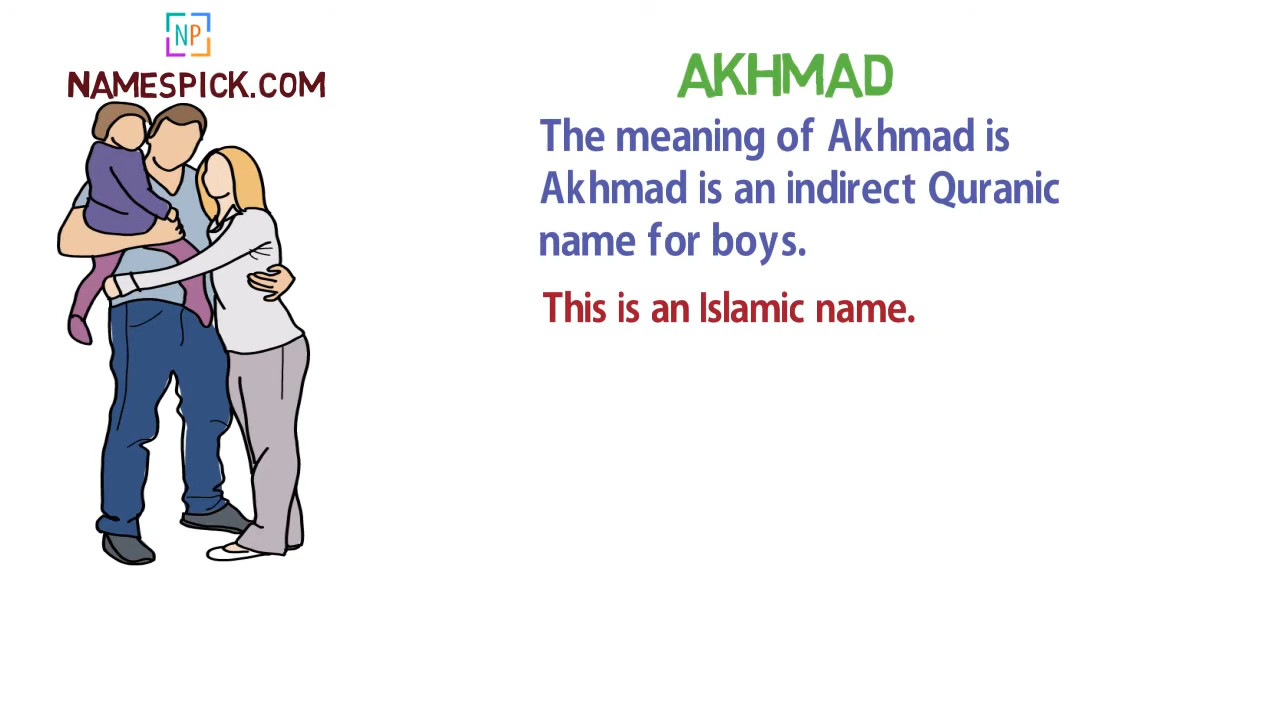 NP
NAMESPICK.COM
AKHMAD
The meaning of Akhmad is
Akhmad is an indirect Quranic
name for boys.
This is an Islamic name.